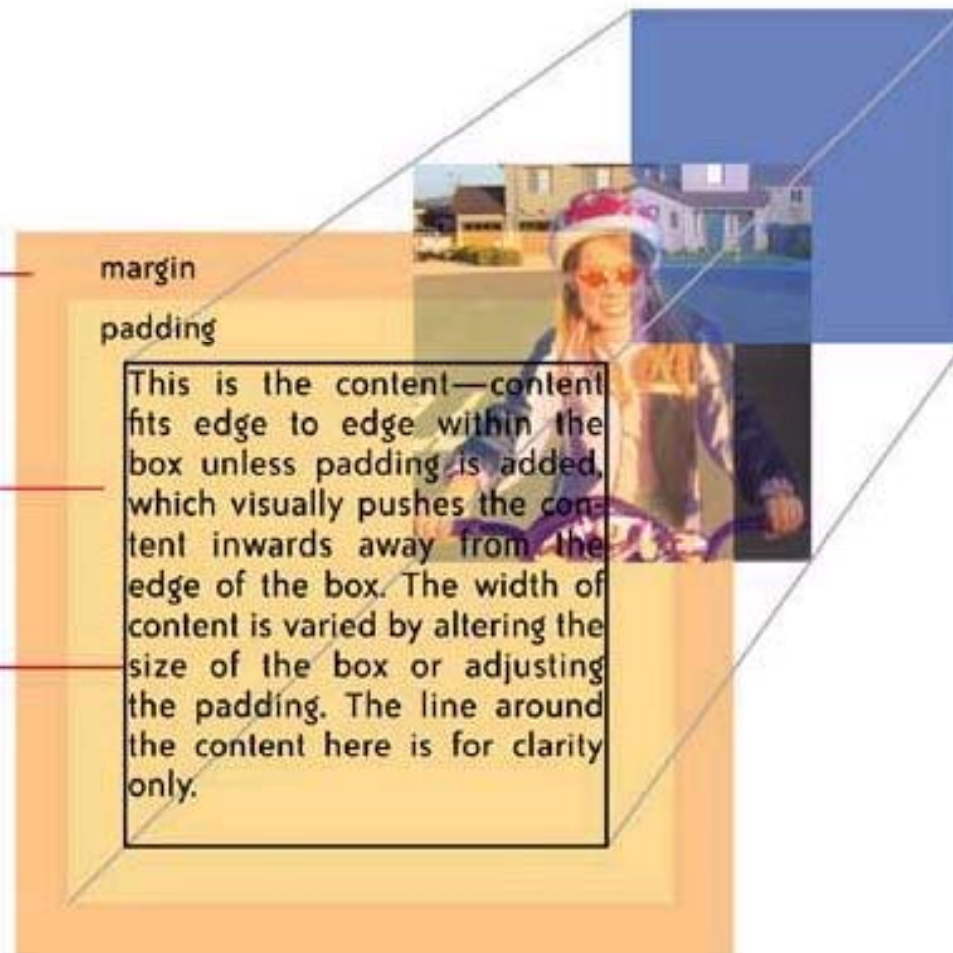 margin
padding
This is the content—content
fits edge to edge within the
box unless padding is added,
which visually pushes the con-
tent inwards away from the
edge of the box. The width of
content is varied by altering the
size of the box or adjusting
the padding. The line around
the content here is for clarity
only.